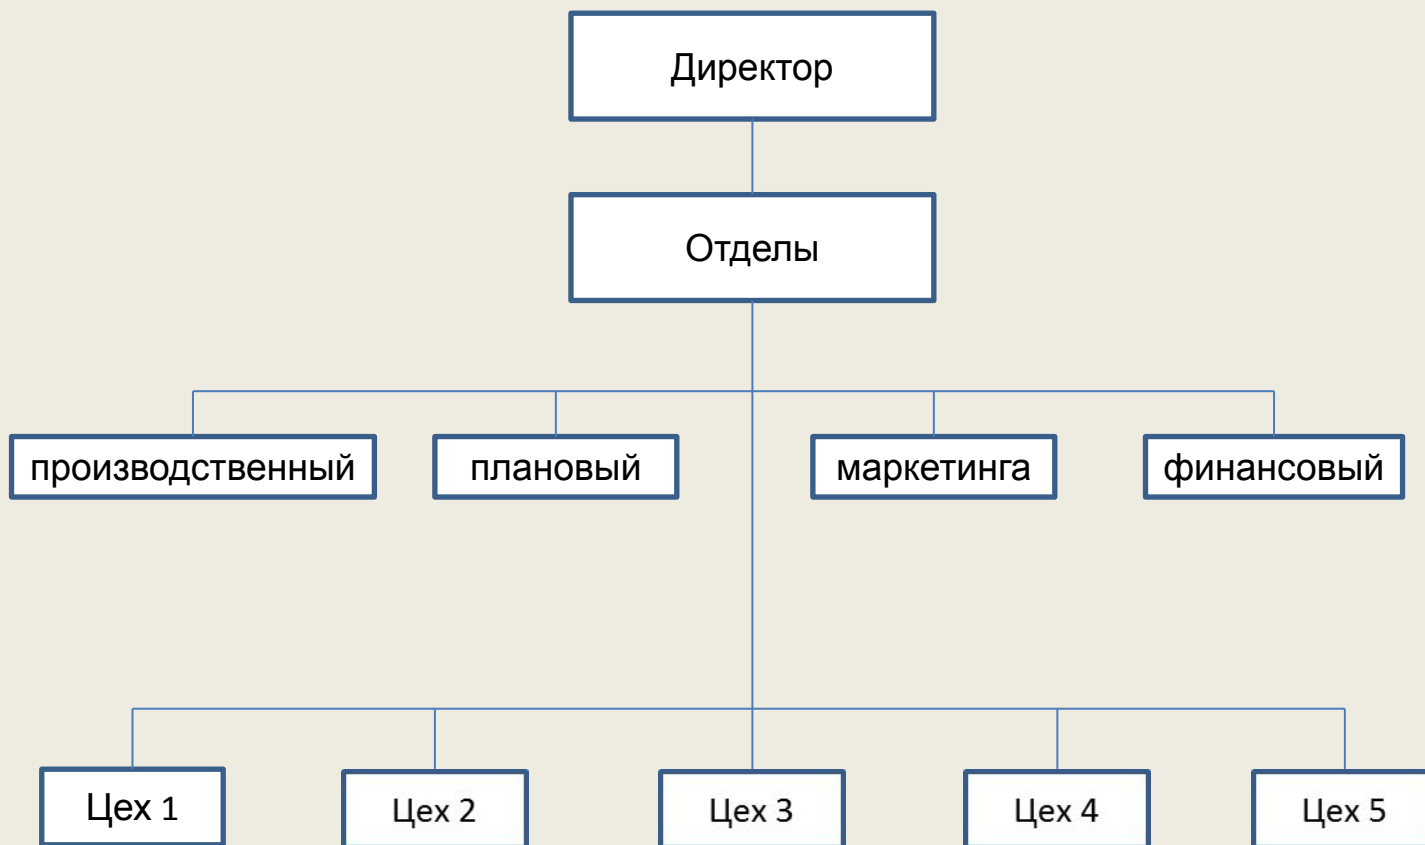 Директор
Отделы
производственный
плановый
маркетинга
финансовый
Цех 1
Цех 2
Цех 3
Цех 4
Цех 5